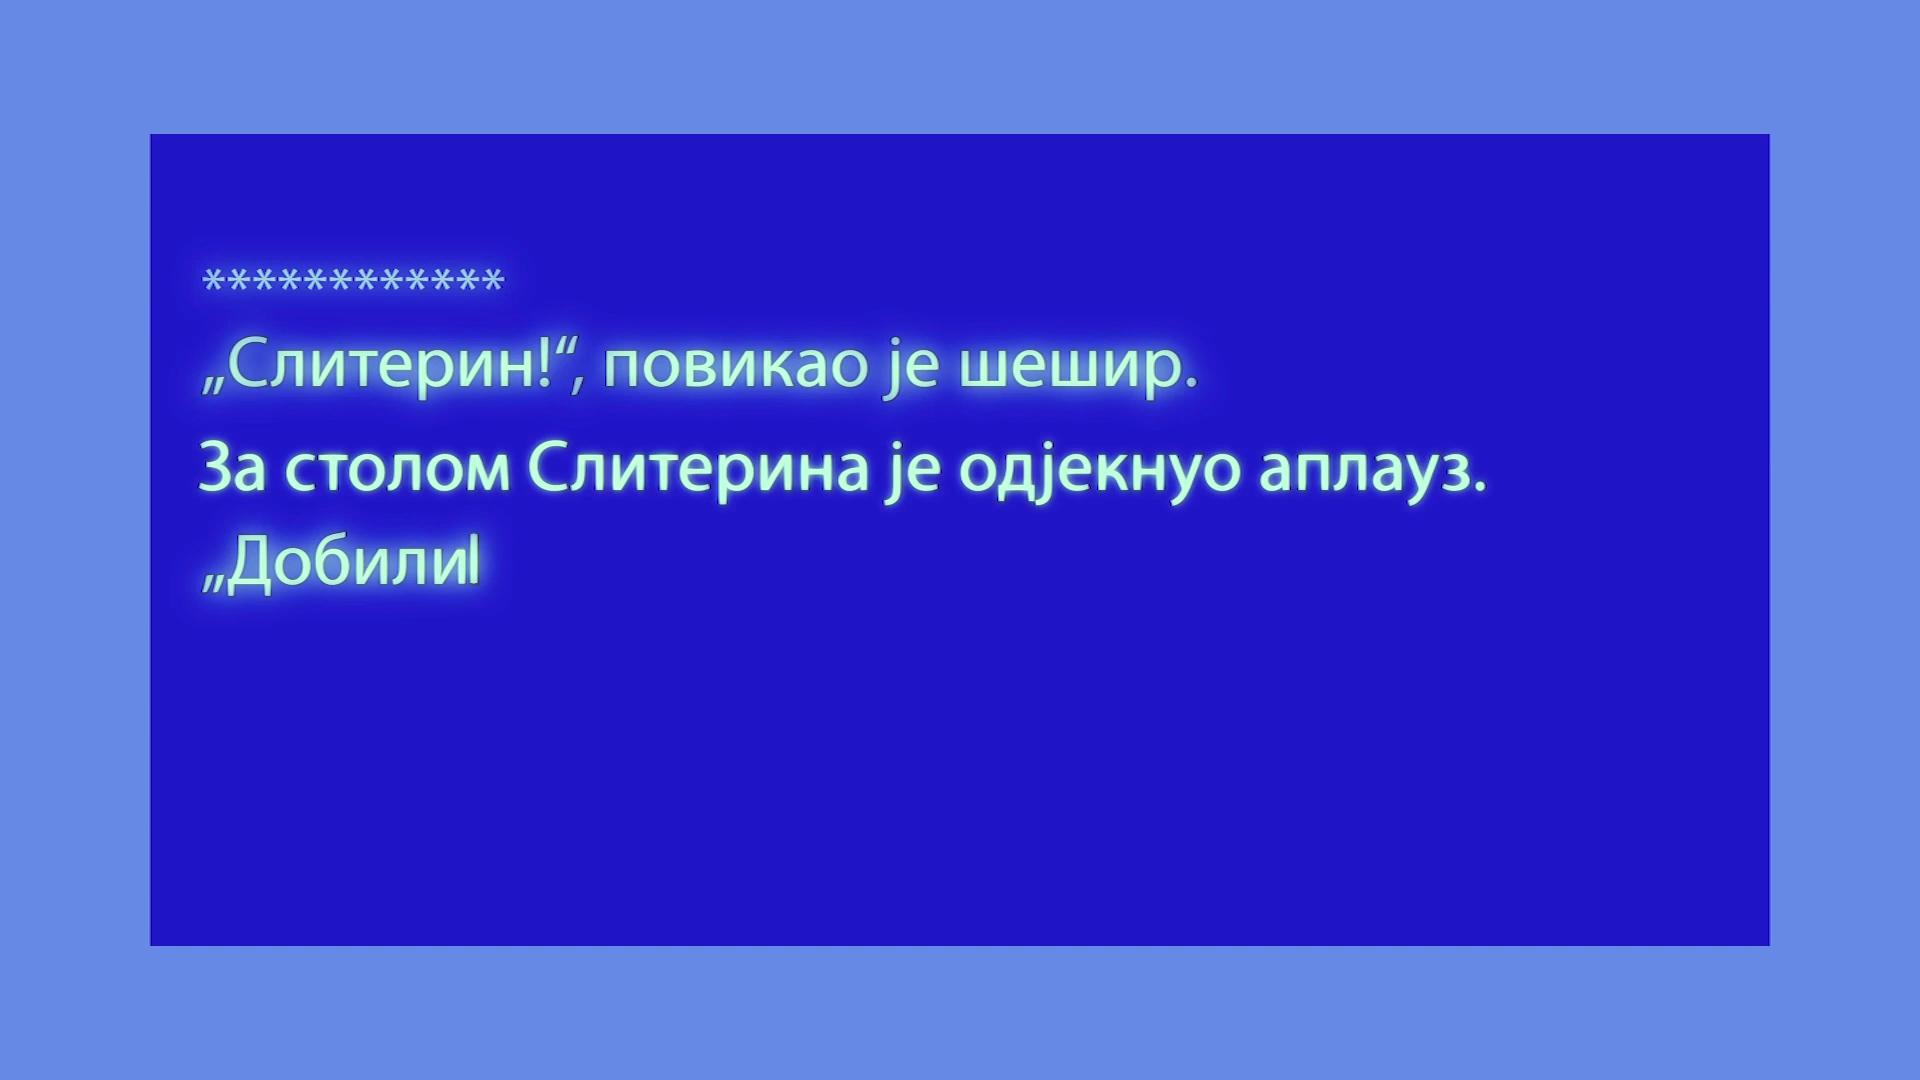 ************
„Слитерин!“, повикао је шешир.
За столом Слитерина је одјекнуо аплауз.
„Добили